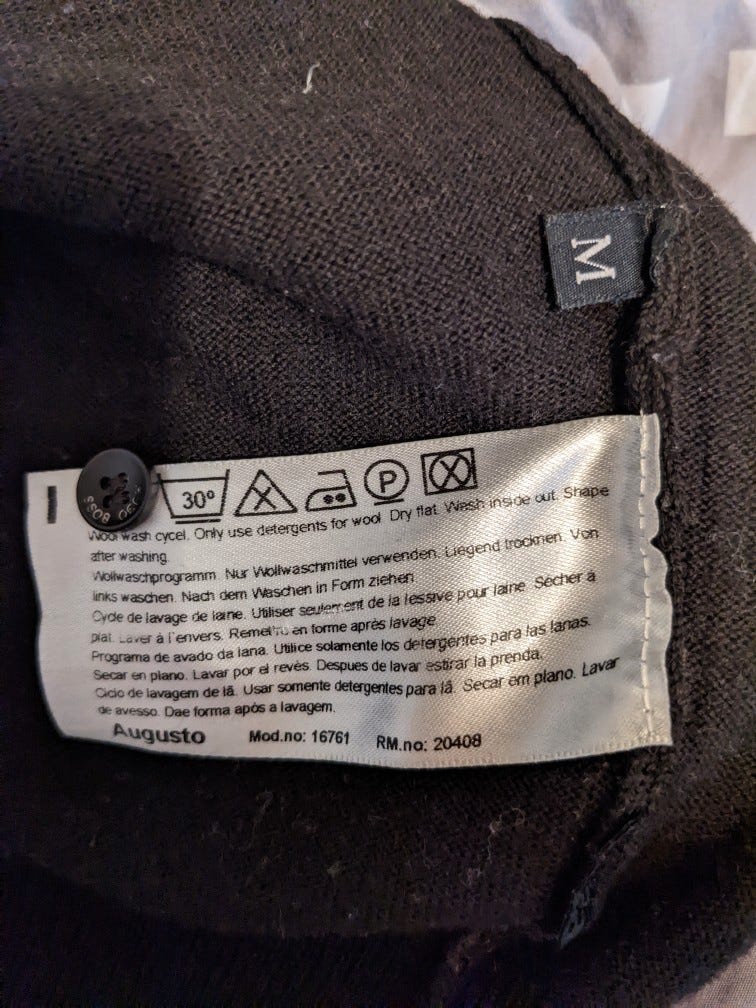 M
BOSS
30°
P
Wool wash cycel. Only use detergents for wool. Dry flat. Wash inside out. Shape
after washing.
Wollwaschprogramm. Nur Wollwaschmittel verwenden. Liegend trocknen. Von
links waschen. Nach dem Waschen in Form ziehen
Cycle de lavage de laine. Utiliser seulement de la lessive pour laine. Sécher à
plat. Laver à l'envers. Remettre en forme après lavage
Programa de avado da lana. Utilice solamente los detergentes para las lanas.
Secar en plano. Lavar por el revés. Despues de lavar estirar la prenda.
Ciclo de lavagem de lã. Usar somente detergentes para lã. Secar em plano. Lavar
de avesso. Dae forma após a lavagem.
Augusto Mod.no: 16761 RM.no: 20408